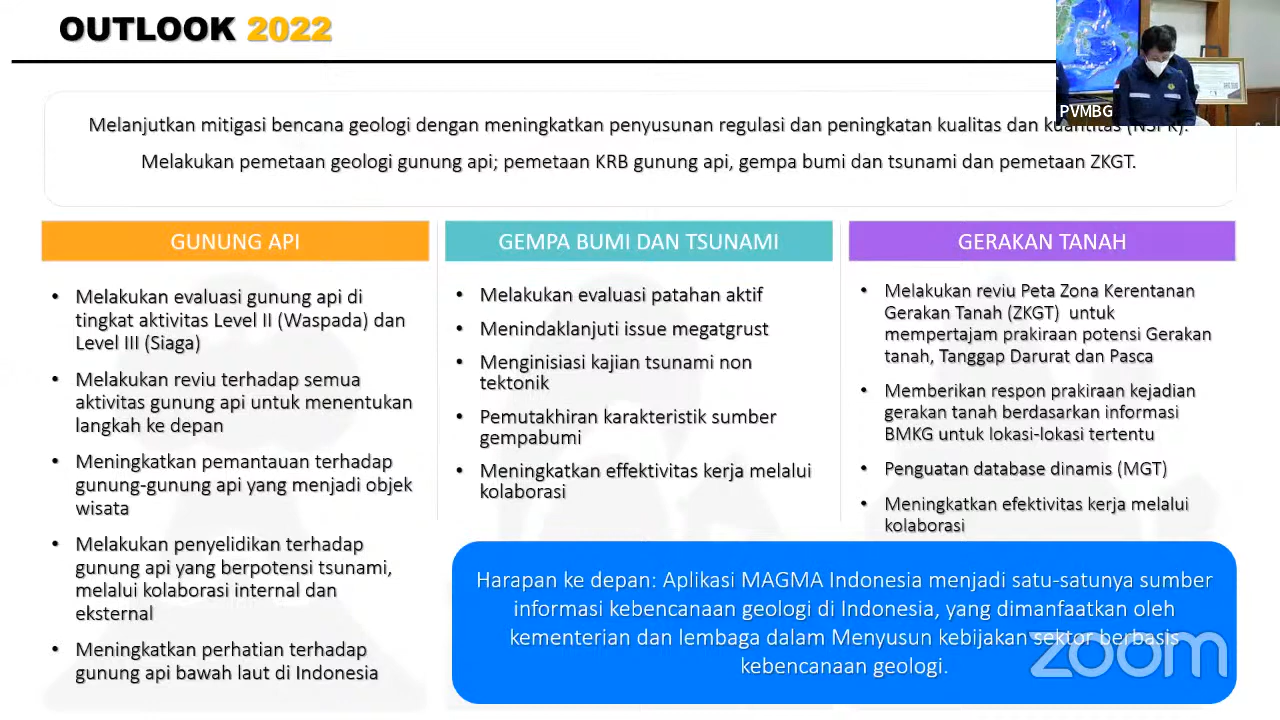 OUTLOOK 2022
PVMBG
Melanjutkan mitigasi bencana geologi dengan meningkatkan penyusunan regulasi dan peningkatan kualitas dan kuantitas (NSPK).
Melakukan pemetaan geologi gunung api; pemetaan KRB gunung api, gempa bumi dan tsunami dan pemetaan ZKGT.
GUNUNG API
• Melakukan evaluasi gunung api di
tingkat aktivitas Level II (Waspada) dan
Level III (Siaga)
• Melakukan reviu terhadap semua
aktivitas gunung api untuk menentukan
langkah ke depan
• Meningkatkan pemantauan terhadap
gunung-gunung api yang menjadi objek
wisata
• Melakukan penyelidikan terhadap
gunung api yang berpotensi tsunami,
melalui kolaborasi internal dan
eksternal
• Meningkatkan perhatian terhadap
gunung api bawah laut di Indonesia
GEMPA BUMI DAN TSUNAMI
• Melakukan evaluasi patahan aktif
• Menindaklanjuti issue megatgrust
• Menginisiasi kajian tsunami non
tektonik
• Pemutakhiran karakteristik sumber
gempabumi
• Meningkatkan effektivitas kerja melalui
kolaborasi
GERAKAN TANAH
• Melakukan reviu Peta Zona Kerentanan
Gerakan Tanah (ZKGT) untuk
mempertajam prakiraan potensi Gerakan
tanah, Tanggap Darurat dan Pasca
• Memberikan respon prakiraan kejadian
gerakan tanah berdasarkan informasi
BMKG untuk lokasi-lokasi tertentu
• Penguatan database dinamis (MGT)
• Meningkatkan efektivitas kerja melalui
kolaborasi
Harapan ke depan: Aplikasi MAGMA Indonesia menjadi satu-satunya sumber
informasi kebencanaan geologi di Indonesia, yang dimanfaatkan oleh
kementerian dan lembaga dalam Menyusun kebijakan sektor berbasis
kebencanaan geologi.
zoom